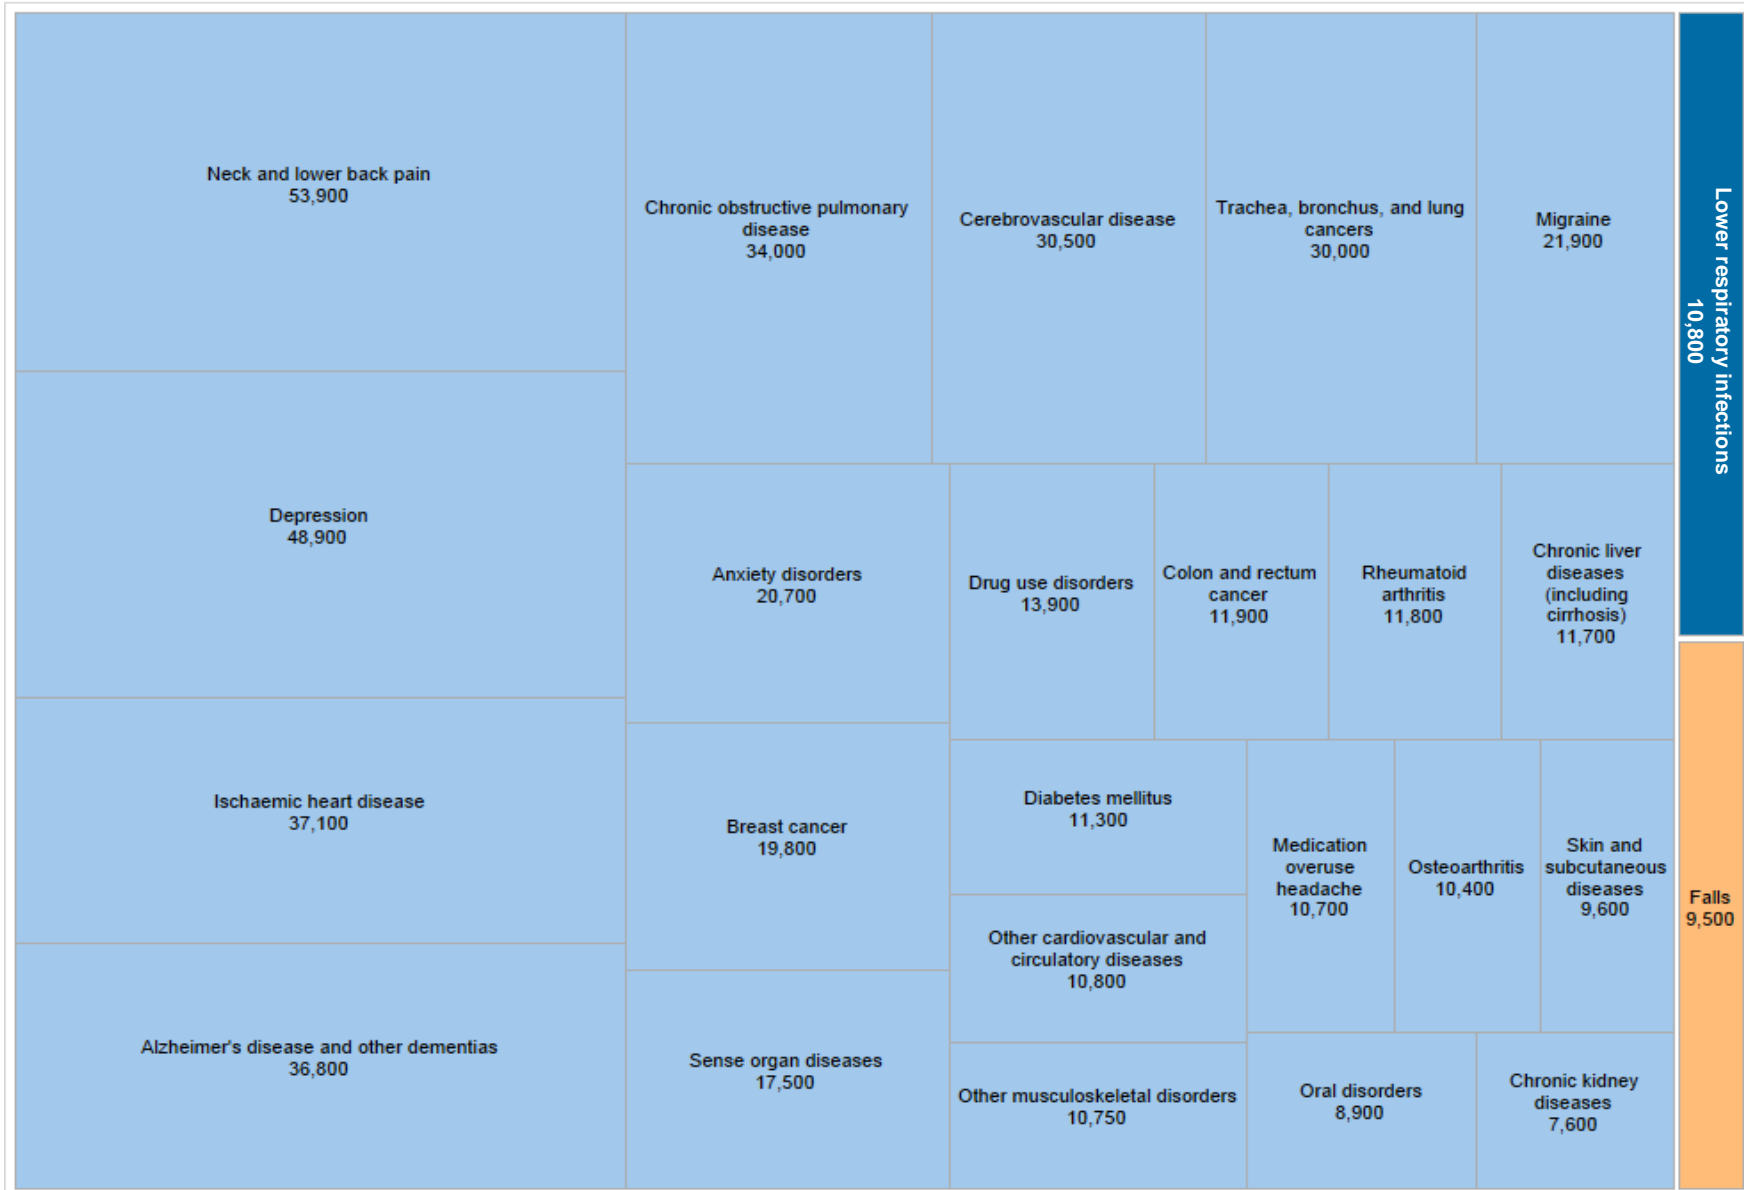 Neck and lower back pain
53,900
Depression
48,900
Ischaemic heart disease
37,100
Alzheimer's disease and other dementias
36,800
Chronic obstructive pulmonary
disease
34,000
Cerebrovascular disease
30,500
Trachea, bronchus, and lung
cancers
30,000
Migraine
21,900
Anxiety disorders
20,700
Breast cancer
19,800
Sense organ diseases
17,500
Drug use disorders
13,900
Colon and rectum
cancer
11,900
Rheumatoid
arthritis
11,800
Chronic liver
diseases
(including
cirrhosis)
11,700
Diabetes mellitus
11,300
Other cardiovascular and
circulatory diseases
10,800
Other musculoskeletal disorders
10,750
Medication
overuse
headache
10,700
Osteoarthritis
10,400
Skin and
subcutaneous
diseases
9,600
Oral disorders
8,900
Chronic kidney
diseases
7,600
Lower respiratory infections
10,800
Falls
9,500